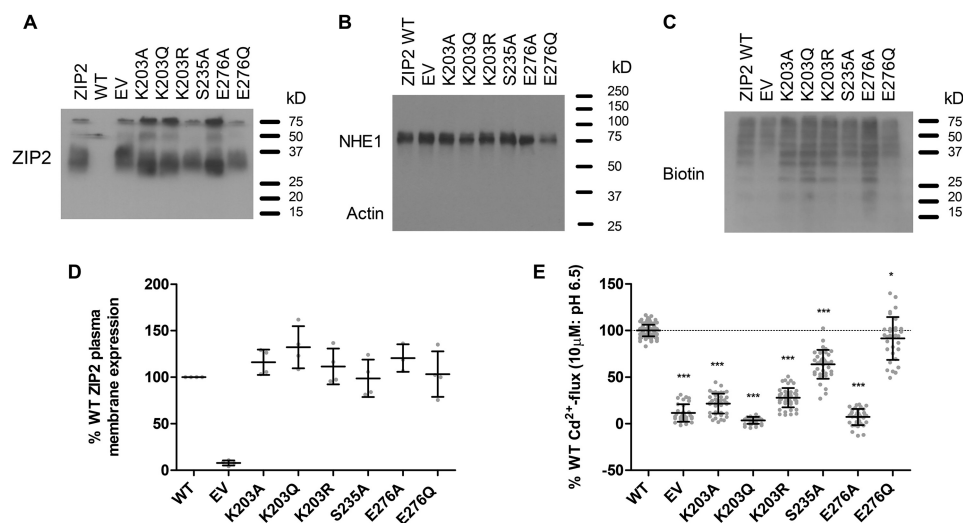 A
ZIP2
WT
EV
K203A
K203Q
K203R
S235A
E276A
E276Q
kD
75
50
37
25
20
15
ZIP2
B
ZIP2 WT
EV
K203A
K203Q
K203R
S235A
E276A
E276Q
kD
250
150
100
75
50
37
25
NHE1
Actin
C
ZIP2 WT
EV
K203A
K203Q
K203R
S235A
E276A
E276Q
kD
75
50
37
25
20
15
Biotin
D
% WT ZIP2 plasma
membrane expression
200
150
100
50
0
WT
EV
K203A
K203Q
K203R
S235A
E276A
E276Q
E
% WT Cd²⁺-flux (10µM: pH 6.5)
150
100
50
0
-50
***
***
***
***
***
***
*
WT
EV
K203A
K203Q
K203R
S235A
E276A
E276Q